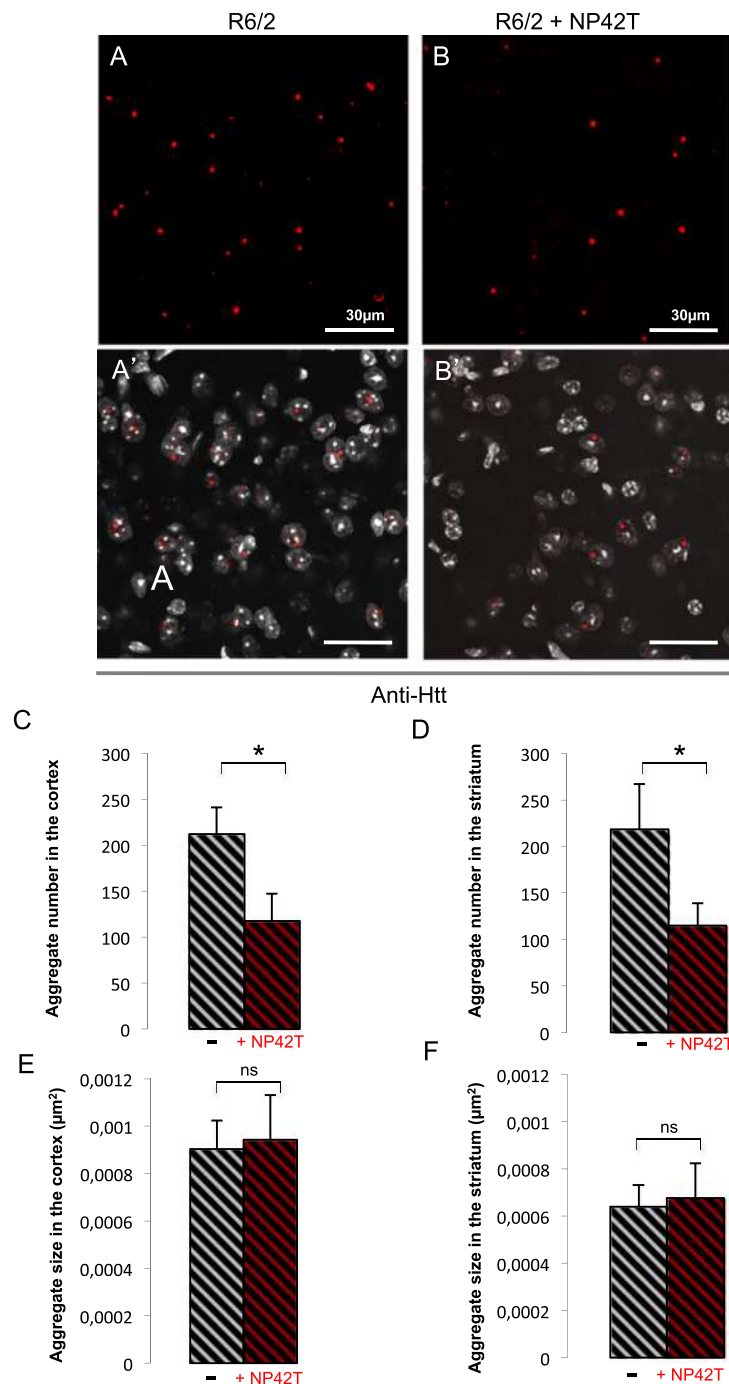 R6/2
R6/2 + NP42T
A
B
30µm
30µm
A’
B’
A
Anti-Htt
C
Aggregate number in the cortex
300
250
200
150
100
50
0
*
-
+ NP42T
D
Aggregate number in the striatum
300
250
200
150
100
50
0
*
-
+ NP42T
E
Aggregate size in the cortex (µm²)
0,0012
0,001
0,0008
0,0006
0,0004
0,0002
0
ns
-
+ NP42T
F
Aggregate size in the striatum (µm²)
0,0012
0,001
0,0008
0,0006
0,0004
0,0002
0
ns
-
+ NP42T